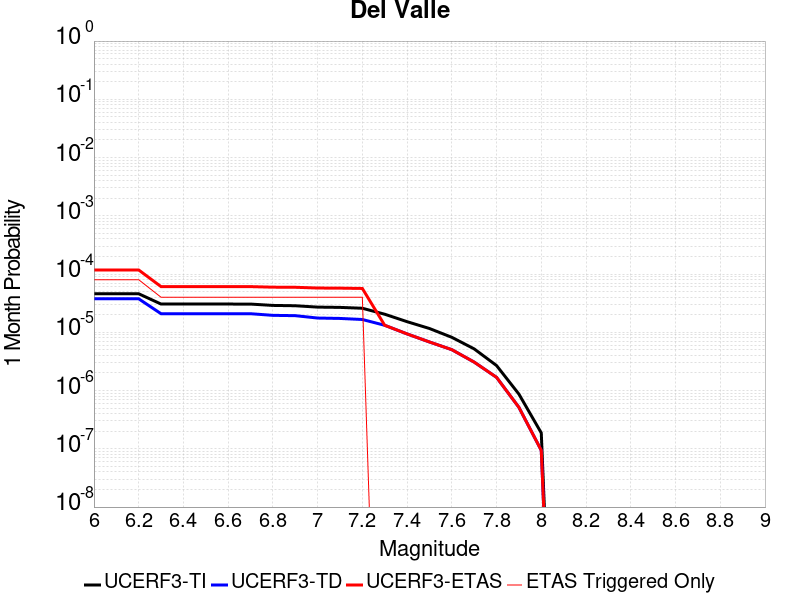 Del Valle
1 Month Probability
10^0
10^-1
10^-2
10^-3
10^-4
10^-5
10^-6
10^-7
10^-8
6 6.2 6.4 6.6 6.8 7 7.2 7.4 7.6 7.8 8 8.2 8.4 8.6 8.8 9
Magnitude
UCERF3-TI UCERF3-TD UCERF3-ETAS ETAS Triggered Only